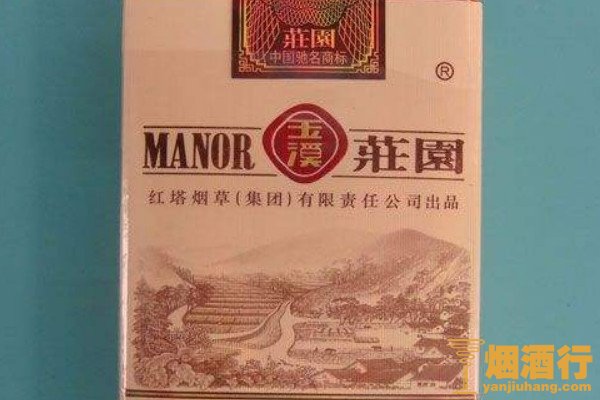 莊園
中国驰名商标
®
MANOR 玉溪 莊園
红塔烟草(集团)有限责任公司出品
烟酒行
yanjiuhang.com